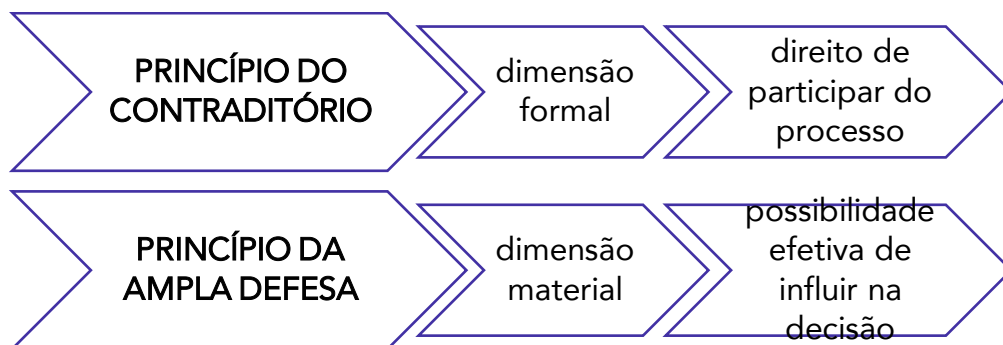 PRINCÍPIO DO
CONTRADITÓRIO
dimensão
formal
direito de
participar do
processo
PRINCÍPIO DA
AMPLA DEFESA
dimensão
material
possibilidade
efetiva de
influir na
decisão